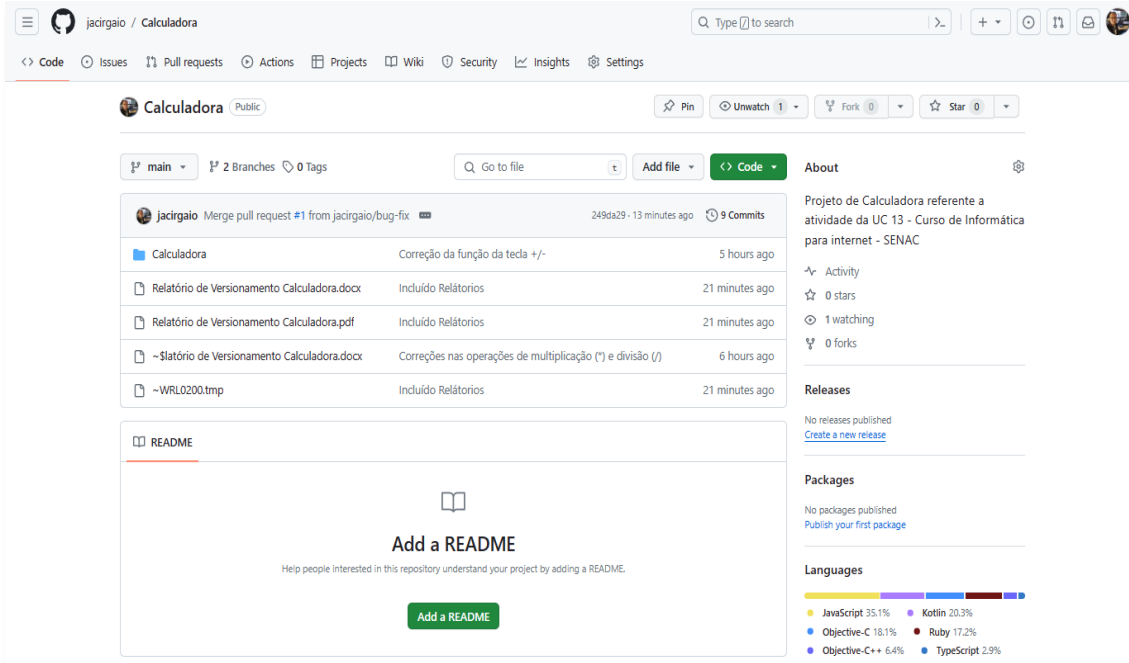 jacirgaio / Calculadora
Type / to search
Code Issues Pull requests Actions Projects Wiki Security Insights Settings
Calculadora Public
Pin Unwatch 1 Fork 0 Star 0
main 2 Branches 0 Tags
Go to file t Add file Code
jacirgaio Merge pull request #1 from jacirgaio/bug-fix 249da29 · 13 minutes ago 9 Commits
Calculadora Correção da função da tecla +/- 5 hours ago
Relatório de Versionamento Calculadora.docx Incluído Relátorios 21 minutes ago
Relatório de Versionamento Calculadora.pdf Incluído Relátorios 21 minutes ago
~$latório de Versionamento Calculadora.docx Correções nas operações de multiplicação (*) e divisão (/) 6 hours ago
~WRL0200.tmp Incluído Relátorios 21 minutes ago
README
Add a README
Help people interested in this repository understand your project by adding a README.
Add a README
About
Projeto de Calculadora referente a
atividade da UC 13 - Curso de Informática
para internet - SENAC
Activity
0 stars
1 watching
0 forks
Releases
No releases published
Create a new release
Packages
No packages published
Publish your first package
Languages
JavaScript 35.1% Kotlin 20.3%
Objective-C 18.1% Ruby 17.2%
Objective-C++ 6.4% TypeScript 2.9%